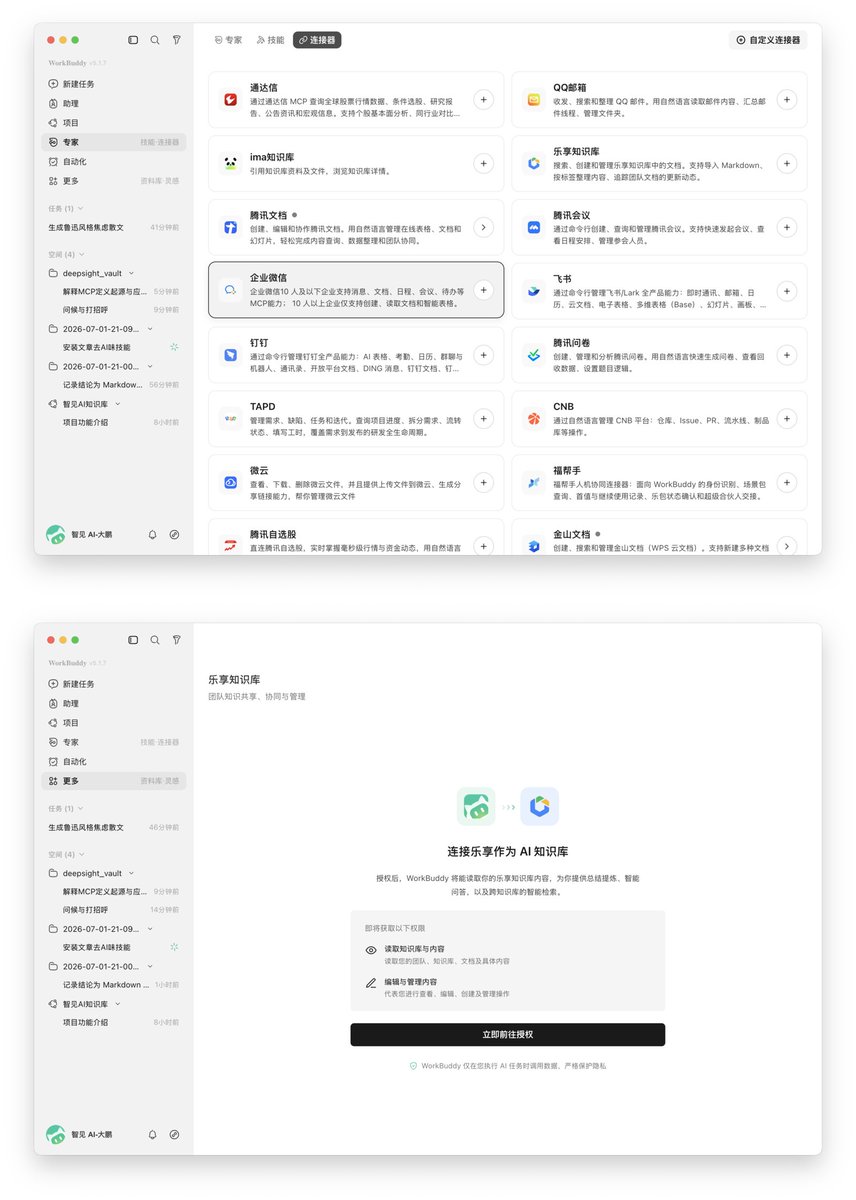 WorkBuddy v5.1.7
新建任务
助理
项目
专家 技能·连接器
自动化
更多 资料库·灵感
任务 (1)
生成鲁迅风格焦虑散文 41分钟前
空间 (4)
deepsight_vault
解释MCP定义起源与应... 5分钟前
问候与打招呼 9分钟前
2026-07-01-21-09...
安装文章去AI味技能
2026-07-01-21-00...
记录结论为 Markdow... 56分钟前
智见AI知识库
项目功能介绍 8小时前
智见 AI-大鹏
专家 技能 连接器
自定义连接器
通达信
通过通达信 MCP 查询全球股票行情数据、条件选股、研究报
告、公告资讯和宏观信息。支持个股基本面分析、同行业对比...
QQ邮箱
收发、搜索和整理 QQ 邮件。用自然语言读取邮件内容、汇总邮
件线程、管理文件夹。
ima知识库
引用知识库资料及文件、浏览知识库详情。
乐享知识库
搜索、创建和管理乐享知识库中的文档。支持导入 Markdown、
按标签整理内容、追踪团队文档的更新动态。
腾讯文档
创建、编辑和协作腾讯文档。用自然语言管理在线表格、文档和
幻灯片，轻松完成内容查询、数据整理和团队协同。
腾讯会议
通过命令行创建、查询和管理腾讯会议。支持快速发起会议、查
看日程安排、管理参会人员。
企业微信
企业微信10 人及以下企业支持消息、文档、日程、会议、待办等
MCP能力； 10 人以上企业仅支持创建、读取文档和智能表格。
飞书
通过命令行管理飞书/Lark 全产品能力：即时通讯、邮箱、日
历、云文档、电子表格、多维表格（Base）、幻灯片、画板、...
钉钉
通过命令行管理钉钉全产品能力：AI 表格、考勤、日历、群聊与
机器人、通讯录、开放平台文档、DING 消息、钉钉文档、钉...
腾讯问卷
创建、管理和分析腾讯问卷。用自然语言快速生成问卷、查看回
收数据、设置题目逻辑。
TAPD
管理需求、缺陷、任务和迭代。查询项目进度、拆分需求、流转
状态、填写工时，覆盖需求到发布的研发全生命周期。
CNB
通过自然语言管理 CNB 平台：仓库、Issue、PR、流水线、制品
库等操作。
微云
查看、下载、删除微云文件，并且提供上传文件到微云、生成分
享链接能力，帮你管理微云文件
福帮手
福帮手人机协同连接器：面向 WorkBuddy 的身份识别、场景包
查询、首值与继续使用记录、乐包状态确认和超级合伙人交接。
腾讯自选股
直连腾讯自选股，实时掌握毫秒级行情与资金动态，用自然语言
金山文档
创建、搜索和管理金山文档（WPS 云文档）。支持新建多种文档
WorkBuddy v5.1.7
新建任务
助理
项目
专家 技能·连接器
自动化
更多 资料库·灵感
任务 (1)
生成鲁迅风格焦虑散文 46分钟前
空间 (4)
deepsight_vault
解释MCP定义起源与应... 9分钟前
问候与打招呼 14分钟前
2026-07-01-21-09...
安装文章去AI味技能
2026-07-01-21-00...
记录结论为 Markdown ... 1小时前
智见AI知识库
项目功能介绍 8小时前
智见 AI-大鹏
乐享知识库
团队知识共享、协同与管理
连接乐享作为 AI 知识库
授权后，WorkBuddy 将能读取你的乐享知识库内容，为你提供总结提炼、智能
问答，以及跨知识库的智能检索。
即将获取以下权限
读取知识库与内容
读取您的团队、知识库、文档及具体内容
编辑与管理内容
代表您进行查看、编辑、创建及管理操作
立即前往授权
WorkBuddy 仅在您执行 AI 任务时调用数据，严格保护隐私